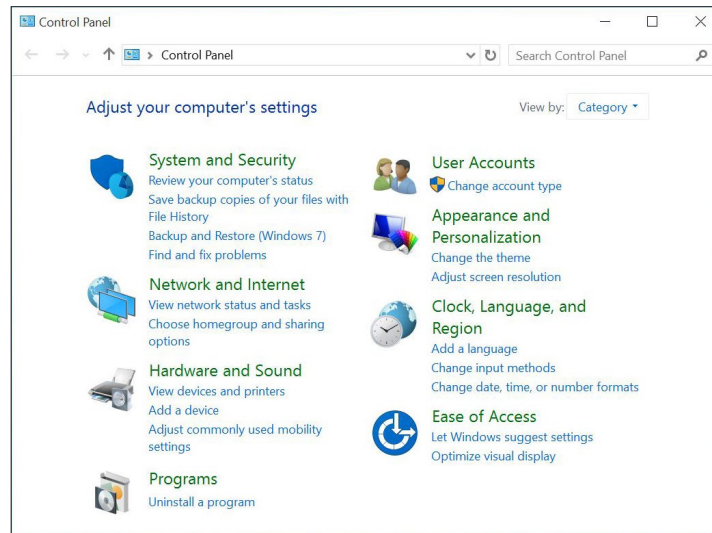 Control Panel
Control Panel
Search Control Panel
Adjust your computer's settings
View by: Category
System and Security
Review your computer's status
Save backup copies of your files with
File History
Backup and Restore (Windows 7)
Find and fix problems
Network and Internet
View network status and tasks
Choose homegroup and sharing
options
Hardware and Sound
View devices and printers
Add a device
Adjust commonly used mobility
settings
Programs
Uninstall a program
User Accounts
Change account type
Appearance and
Personalization
Change the theme
Adjust screen resolution
Clock, Language, and
Region
Add a language
Change input methods
Change date, time, or number formats
Ease of Access
Let Windows suggest settings
Optimize visual display